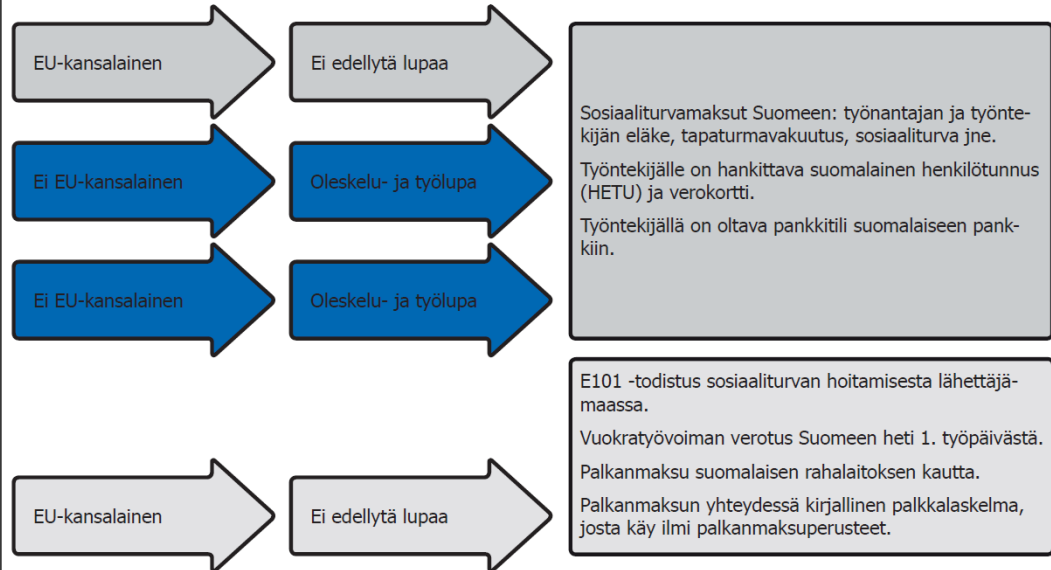 EU-kansalainen
Ei edellytä lupaa
Ei EU-kansalainen
Oleskelu- ja työlupa
Ei EU-kansalainen
Oleskelu- ja työlupa
Sosiaaliturvamaksut Suomeen: työnantajan ja työnte-
kijän eläke, tapaturmavakuutus, sosiaaliturva jne.
Työntekijälle on hankittava suomalainen henkilötunnus
(HETU) ja verokortti.
Työntekijällä on oltava pankkitili suomalaiseen pank-
kiin.
EU-kansalainen
Ei edellytä lupaa
E101 -todistus sosiaaliturvan hoitamisesta lähettäjä-
maassa.
Vuokratyövoiman verotus Suomeen heti 1. työpäivästä.
Palkanmaksu suomalaisen rahalaitoksen kautta.
Palkanmaksun yhteydessä kirjallinen palkkalaskelma,
josta käy ilmi palkanmaksuperusteet.